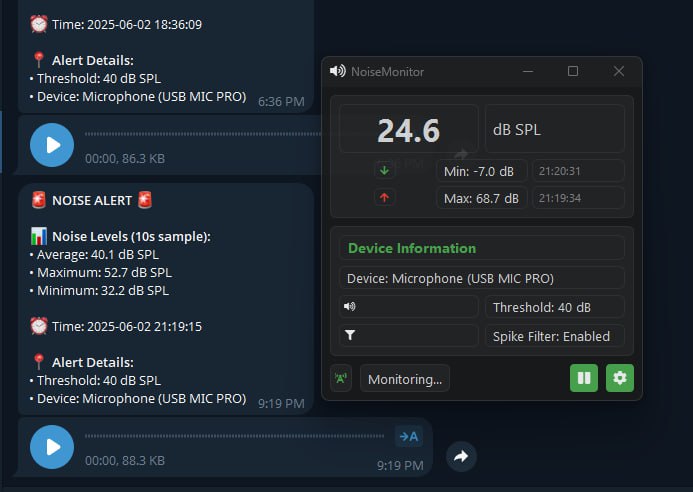 ⏰ Time: 2025-06-02 18:36:09
📍 Alert Details:
• Threshold: 40 dB SPL
• Device: Microphone (USB MIC PRO)
6:36 PM
00:00, 86.3 KB
🚨 NOISE ALERT 🚨
📊 Noise Levels (10s sample):
• Average: 40.1 dB SPL
• Maximum: 52.7 dB SPL
• Minimum: 32.2 dB SPL
⏰ Time: 2025-06-02 21:19:15
📍 Alert Details:
• Threshold: 40 dB SPL
• Device: Microphone (USB MIC PRO)
9:19 PM
→A
00:00, 88.3 KB
9:19 PM
NoiseMonitor
24.6 dB SPL
Min: -7.0 dB 21:20:31
Max: 68.7 dB 21:19:34
Device Information
Device: Microphone (USB MIC PRO)
Threshold: 40 dB
Spike Filter: Enabled
Monitoring...